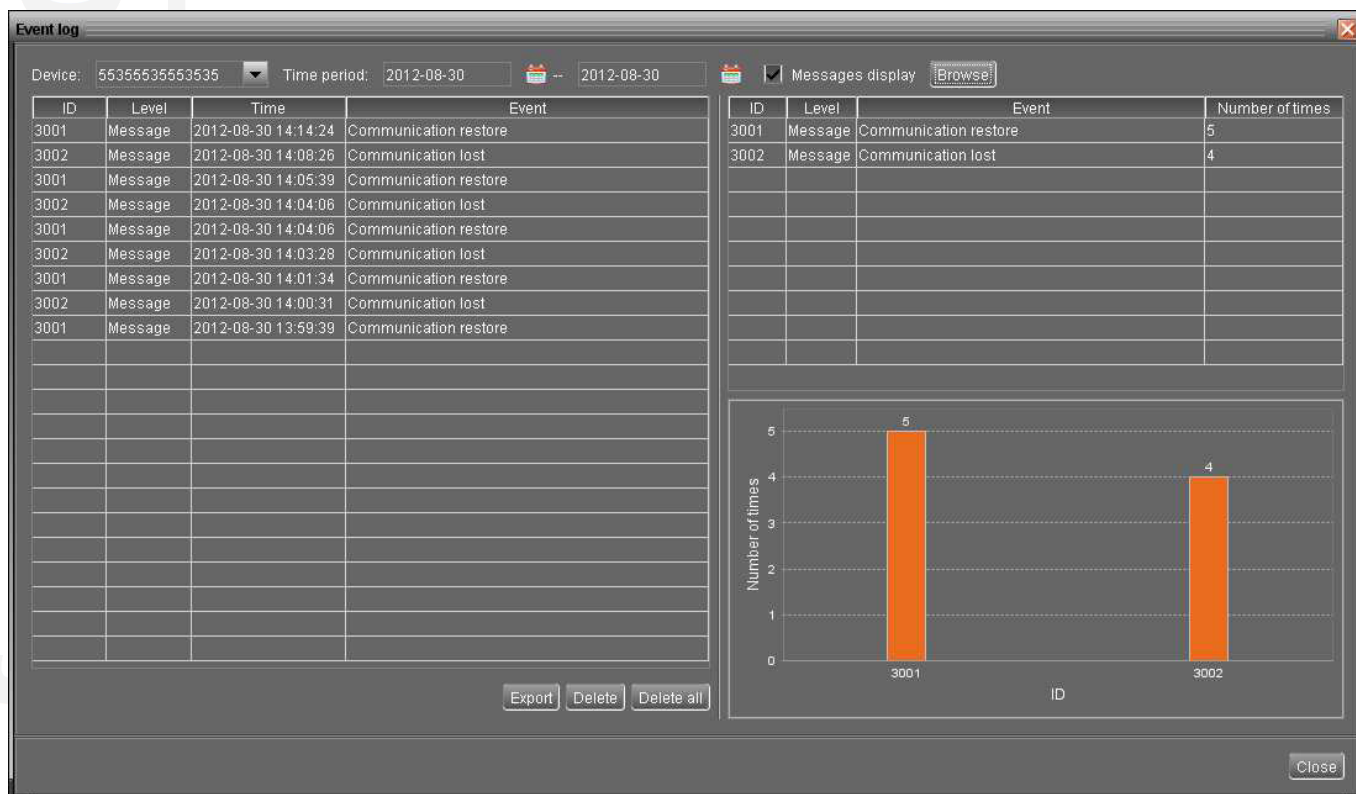 Event log
Device: 55355535553535 Time period: 2012-08-30 -- 2012-08-30 Messages display Browse
ID Level Time Event
3001 Message 2012-08-30 14:14:24 Communication restore
3002 Message 2012-08-30 14:08:26 Communication lost
3001 Message 2012-08-30 14:05:39 Communication restore
3002 Message 2012-08-30 14:04:06 Communication lost
3001 Message 2012-08-30 14:04:06 Communication restore
3002 Message 2012-08-30 14:03:28 Communication lost
3001 Message 2012-08-30 14:01:34 Communication restore
3002 Message 2012-08-30 14:00:31 Communication lost
3001 Message 2012-08-30 13:59:39 Communication restore
Export Delete Delete all
ID Level Event Number of times
3001 Message Communication restore 5
3002 Message Communication lost 4
Number of times
5
4
3
2
1
0
5
4
3001 3002
ID
Close